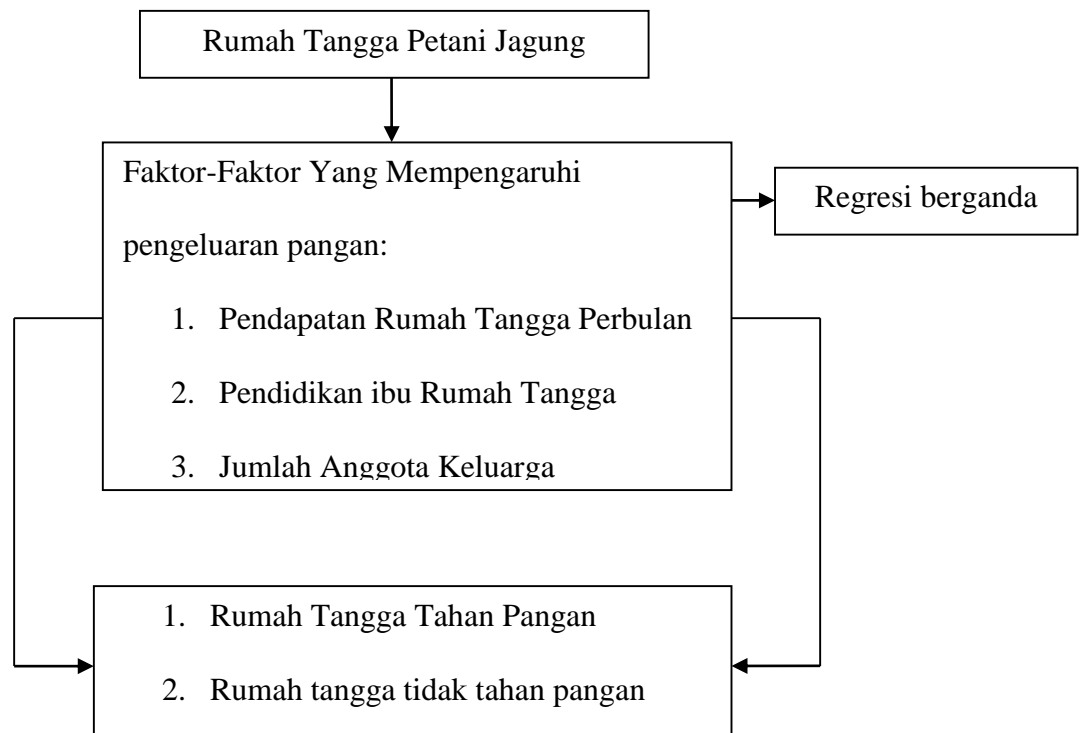 Rumah Tangga Petani Jagung
Faktor-Faktor Yang Mempengaruhi
pengeluaran pangan:
Regresi berganda
1. Pendapatan Rumah Tangga Perbulan
2. Pendidikan ibu Rumah Tangga
3. Jumlah Anggota Keluarga
1. Rumah Tangga Tahan Pangan
2. Rumah tangga tidak tahan pangan